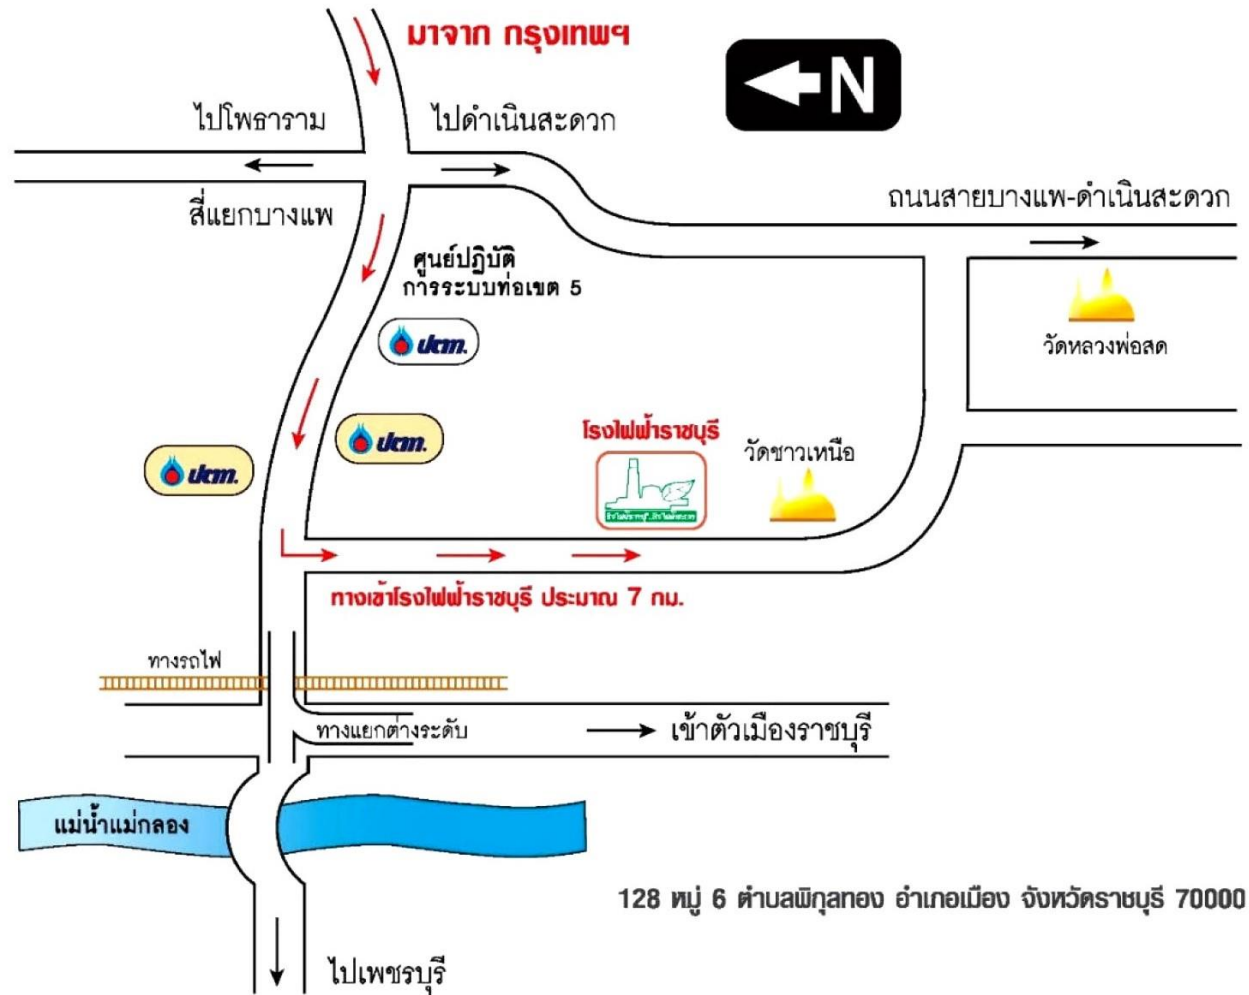 มาจาก กรุงเทพฯ
N
ไปโพธาราม
ไปดำเนินสะดวก
สี่แยกบางแพ
ถนนสายบางแพ-ดำเนินสะดวก
ศูนย์ปฏิบัติ
การระบบท่อเขต 5
ปตท.
วัดหลวงพ่อสด
ปตท.
ปตท.
โรงไฟฟ้าราชบุรี
วัดชาวเหนือ
ทางเข้าโรงไฟฟ้าราชบุรี ประมาณ 7 กม.
ทางรถไฟ
ทางแยกต่างระดับ
เข้าตัวเมืองราชบุรี
แม่น้ำแม่กลอง
128 หมู่ 6 ตำบลพิกุลทอง อำเภอเมือง จังหวัดราชบุรี 70000
ไปเพชรบุรี